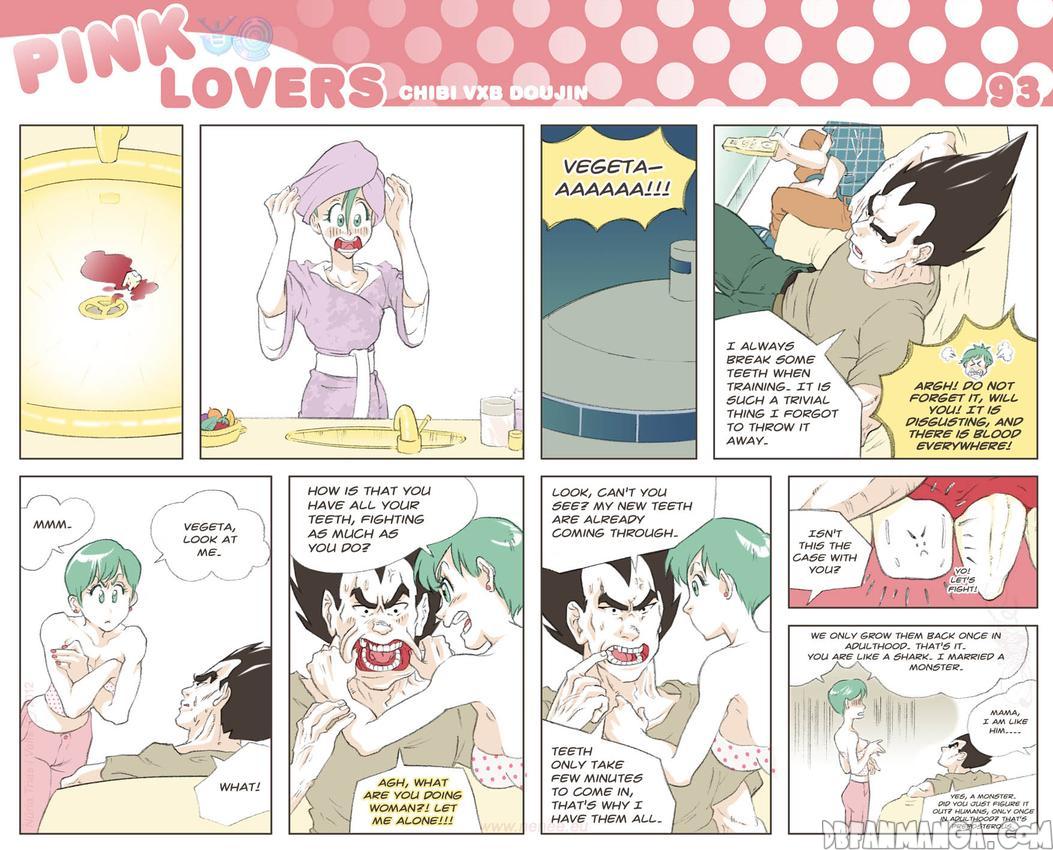 PINK
LOVERS
CHIBI VXB DOUJIN
93
VEGETA-
AAAAAA!!!
I ALWAYS
BREAK SOME
TEETH WHEN
TRAINING. IT IS
SUCH A TRIVIAL
THING I FORGOT
TO THROW IT
AWAY.
ARGH! DO NOT
FORGET IT, WILL
YOU! IT IS
DISGUSTING, AND
THERE IS BLOOD
EVERYWHERE!
MMM.
VEGETA,
LOOK AT
ME.
WHAT!
HOW IS THAT YOU
HAVE ALL YOUR
TEETH, FIGHTING
AS MUCH AS
YOU DO?
AGH, WHAT
ARE YOU DOING
WOMAN?! LET
ME ALONE!!!
LOOK, CAN'T YOU
SEE? MY NEW TEETH
ARE ALREADY
COMING THROUGH.
TEETH
ONLY TAKE
FEW MINUTES
TO COME IN,
THAT'S WHY I
HAVE THEM ALL.
ISN'T
THIS THE
CASE WITH
YOU?
YO!
LET'S
FIGHT!
WE ONLY GROW THEM BACK ONCE IN
ADULTHOOD. THAT'S IT.
YOU ARE LIKE A SHARK. I MARRIED A
MONSTER.
MAMA,
I AM LIKE
HIM....
YES, A MONSTER.
DID YOU JUST FIGURE IT
OUT? HUMANS, ONLY ONCE
IN ADULTHOOD? THAT'S
PREPOSTEROUS.
DBFANMANGA.COM